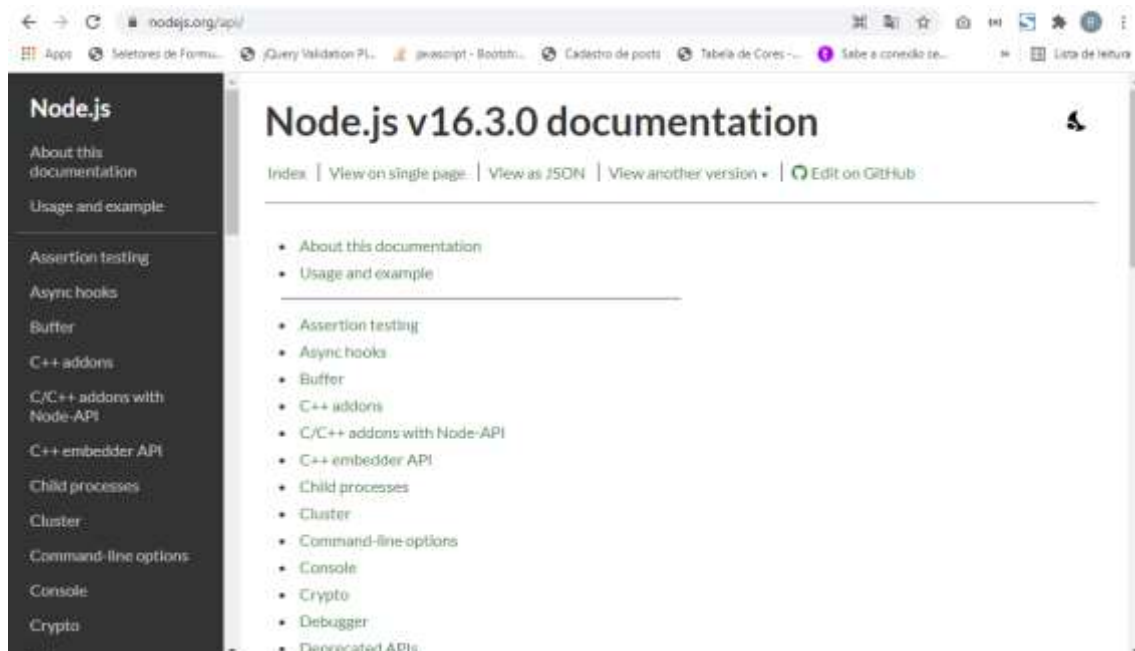 nodejs.org/api/
Apps Seletores de Formu... jQuery Validation Pl... javascript - Bootstr... Cadastro de posts Tabela de Cores -... Sabe a conexão se... » Lista de leitura
Node.js
About this
documentation
Usage and example
Assertion testing
Async hooks
Buffer
C++ addons
C/C++ addons with
Node-API
C++ embedder API
Child processes
Cluster
Command-line options
Console
Crypto
Node.js v16.3.0 documentation
Index | View on single page | View as JSON | View another version ▾ | Edit on GitHub
• About this documentation
• Usage and example
• Assertion testing
• Async hooks
• Buffer
• C++ addons
• C/C++ addons with Node-API
• C++ embedder API
• Child processes
• Cluster
• Command-line options
• Console
• Crypto
• Debugger
• Deprecated APIs